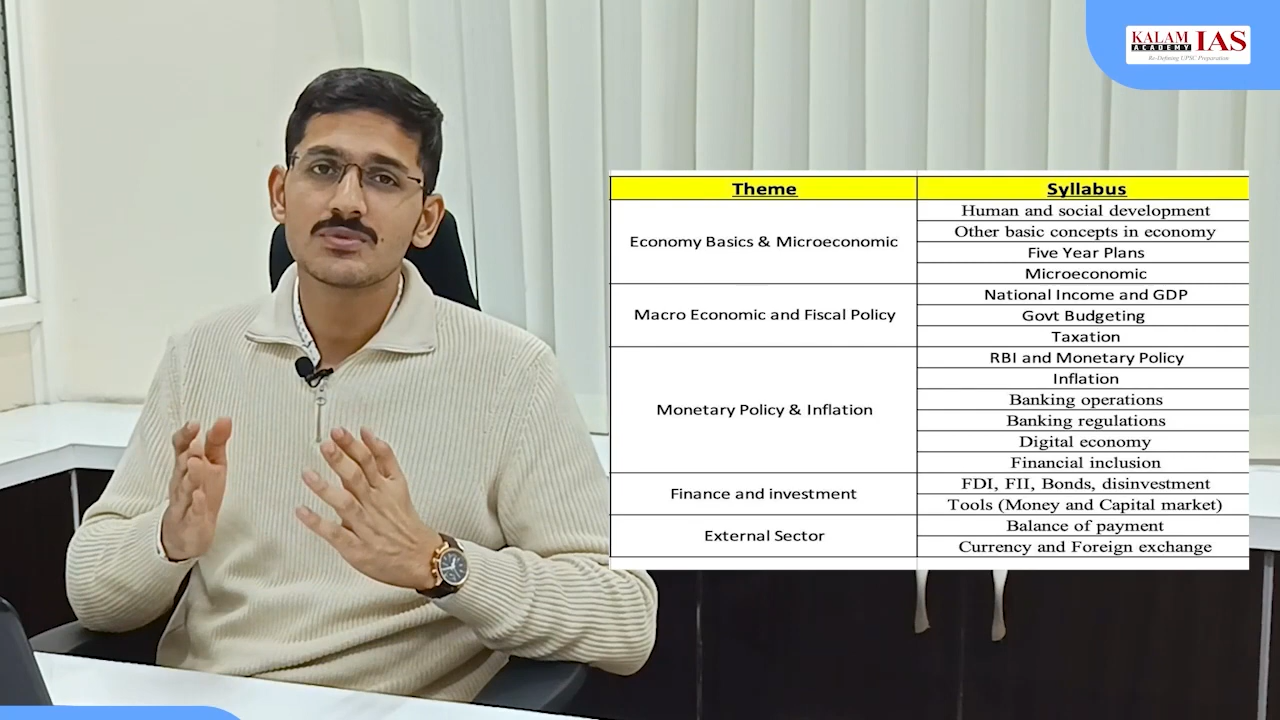 KALAM IAS
ACADEMY
Re-Defining UPSC Preparation
Theme Syllabus
Economy Basics & Microeconomic
Human and social development
Other basic concepts in economy
Five Year Plans
Microeconomic
Macro Economic and Fiscal Policy
National Income and GDP
Govt Budgeting
Taxation
Monetary Policy & Inflation
RBI and Monetary Policy
Inflation
Banking operations
Banking regulations
Digital economy
Financial inclusion
Finance and investment
FDI, FII, Bonds, disinvestment
Tools (Money and Capital market)
External Sector
Balance of payment
Currency and Foreign exchange